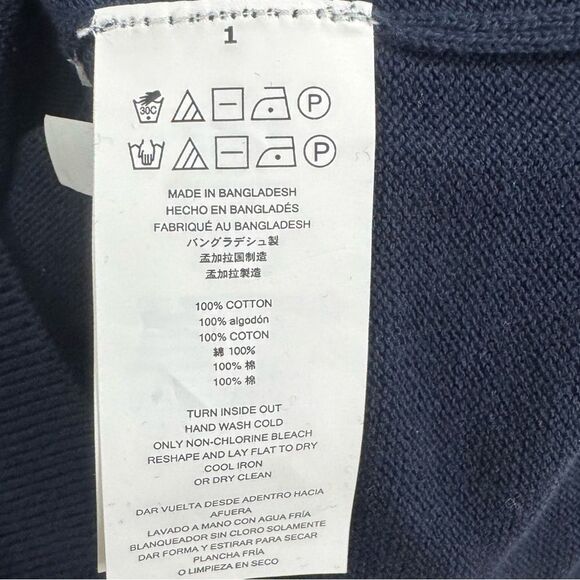 1
30C P
P
MADE IN BANGLADESH
HECHO EN BANGLADÉS
FABRIQUÉ AU BANGLADESH
バングラデシュ製
孟加拉国制造
孟加拉製造
100% COTTON
100% algodón
100% COTON
綿 100%
100% 棉
100% 棉
TURN INSIDE OUT
HAND WASH COLD
ONLY NON-CHLORINE BLEACH
RESHAPE AND LAY FLAT TO DRY
COOL IRON
OR DRY CLEAN
DAR VUELTA DESDE ADENTRO HACIA
AFUERA
LAVADO A MANO CON AGUA FRÍA
BLANQUEADOR SIN CLORO SOLAMENTE
DAR FORMA Y ESTIRAR PARA SECAR
PLANCHA FRÍA
O LIMPIEZA EN SECO